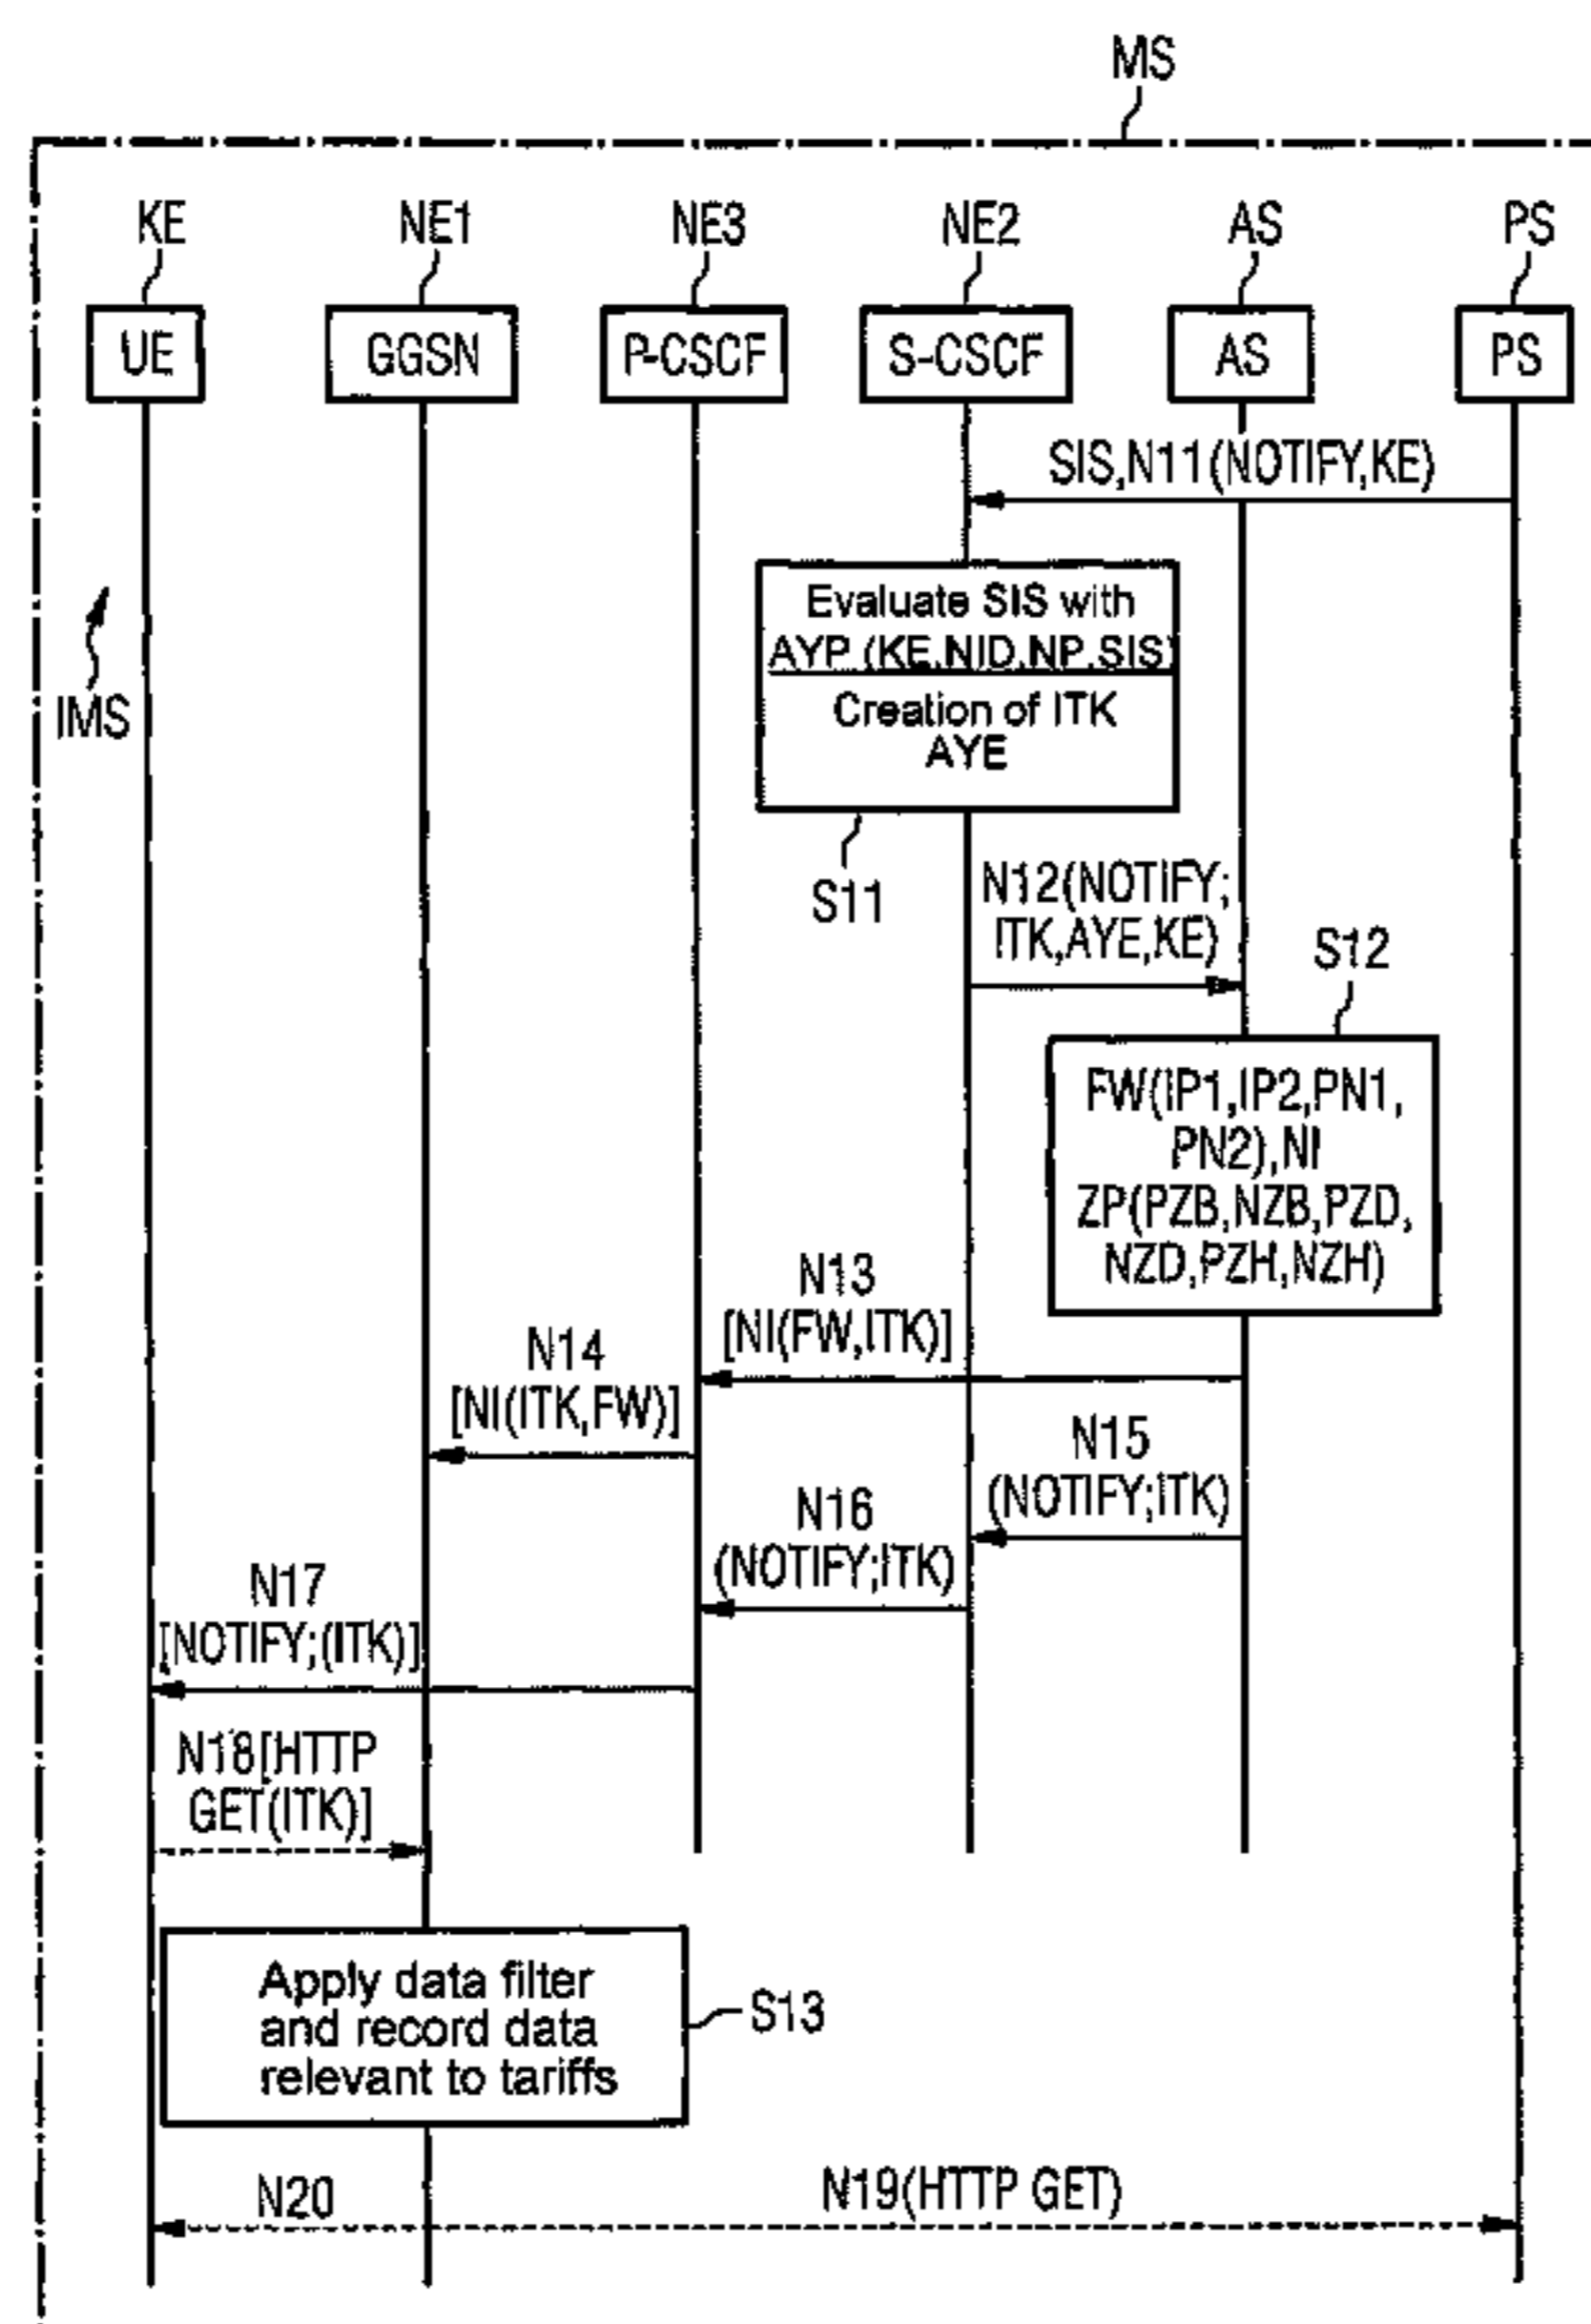 MS
KE NE1 NE3 NE2 AS PS
UE GGSN P-CSCF S-CSCF AS PS
SIS,N11(NOTIFY,KE)
Evaluate SIS with
AYP (KE,NID,NP,SIS)
Creation of ITK
AYE
IMS
S11
N12(NOTIFY;
ITK,AYE,KE)
S12
FW(IP1,IP2,PN1,
PN2),NI
ZP(PZB,NZB,PZD,
NZD,PZH,NZH)
N13
[NI(FW,ITK)]
N14
[NI(ITK,FW)]
N15
(NOTIFY;ITK)
N16
(NOTIFY;ITK)
N17
[NOTIFY;(ITK)]
N18[HTTP
GET(ITK)]
Apply data filter
and record data
relevant to tariffs
S13
N20
N19(HTTP GET)